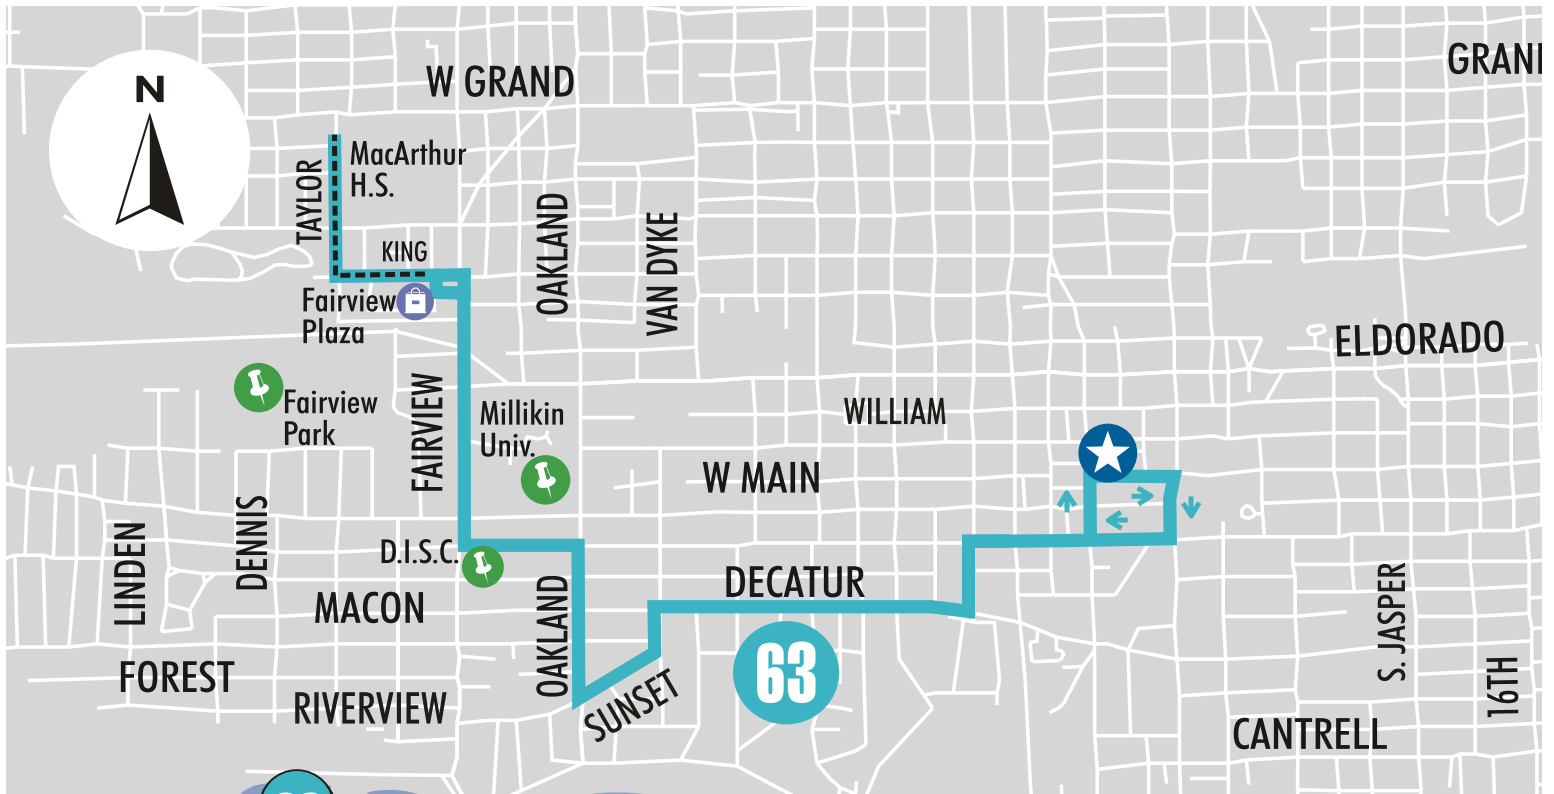 N
W GRAND
GRAN
MacArthur
H.S.
TAYLOR
KING
OAKLAND
VAN DYKE
Fairview
Plaza
ELDORADO
Fairview
Park
FAIRVIEW
Millikin
Univ.
WILLIAM
W MAIN
LINDEN
DENNIS
D.I.S.C.
MACON
OAKLAND
DECATUR
63
S. JASPER
16TH
FOREST
RIVERVIEW
SUNSET
CANTRELL